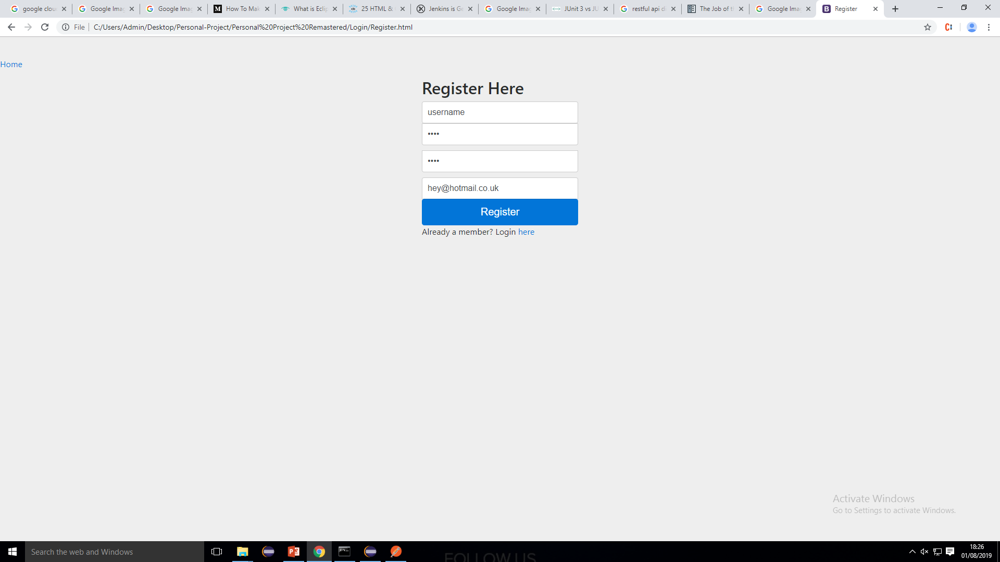 google clou
Google Imag
Google Imag
How To Mak
What is Eclip
25 HTML &
Jenkins is Ge
Google Imag
JUnit 3 vs JU
restful api di
The Job of th
Google Imag
Register
File
C:/Users/Admin/Desktop/Personal-Project/Personal%20Project%20Remastered/Login/Register.html
Home
Register Here
username
••••
••••
hey@hotmail.co.uk
Register
Already a member? Login here
Activate Windows
Go to Settings to activate Windows.
Search the web and Windows
FOLLOW US
18:26
01/08/2019